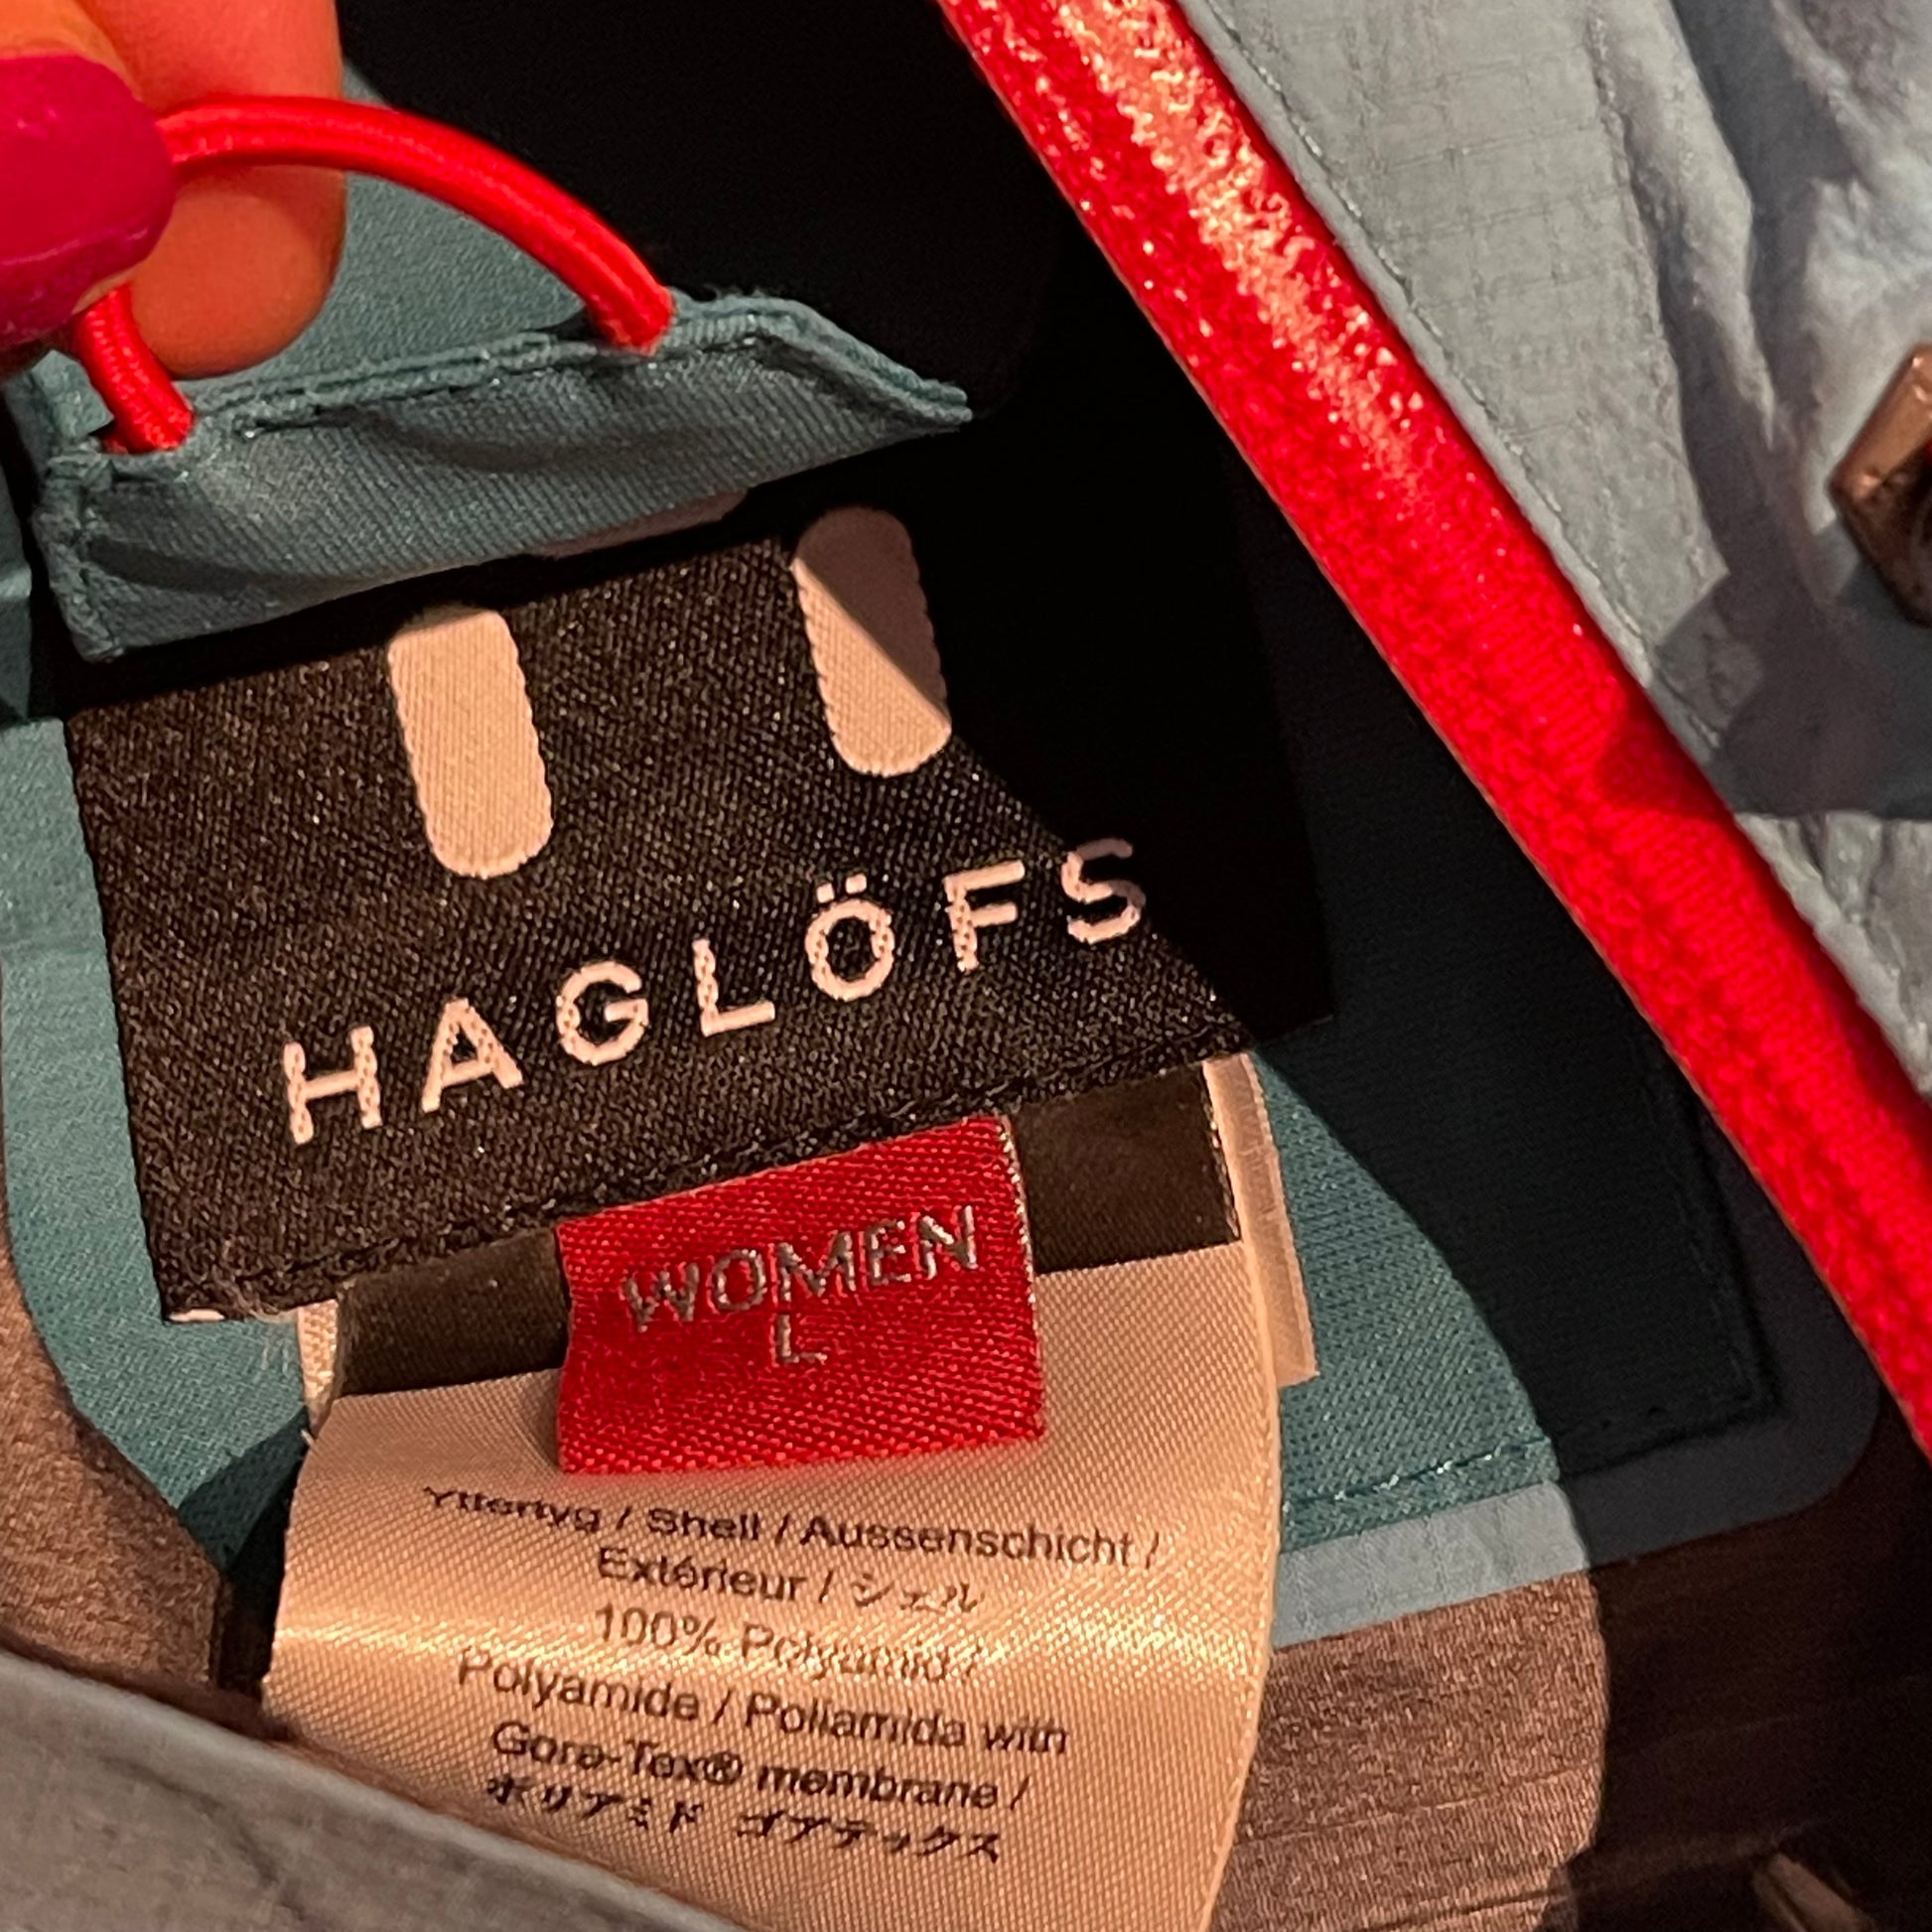 HAGLÖFS
WOMEN
L
Yttertyg / Shell / Aussenschicht /
Extérieur / シェル
100% Polyamid /
Polyamide / Poliamida with
Gore-Tex® membrane /
ポリアミド ゴアテックス